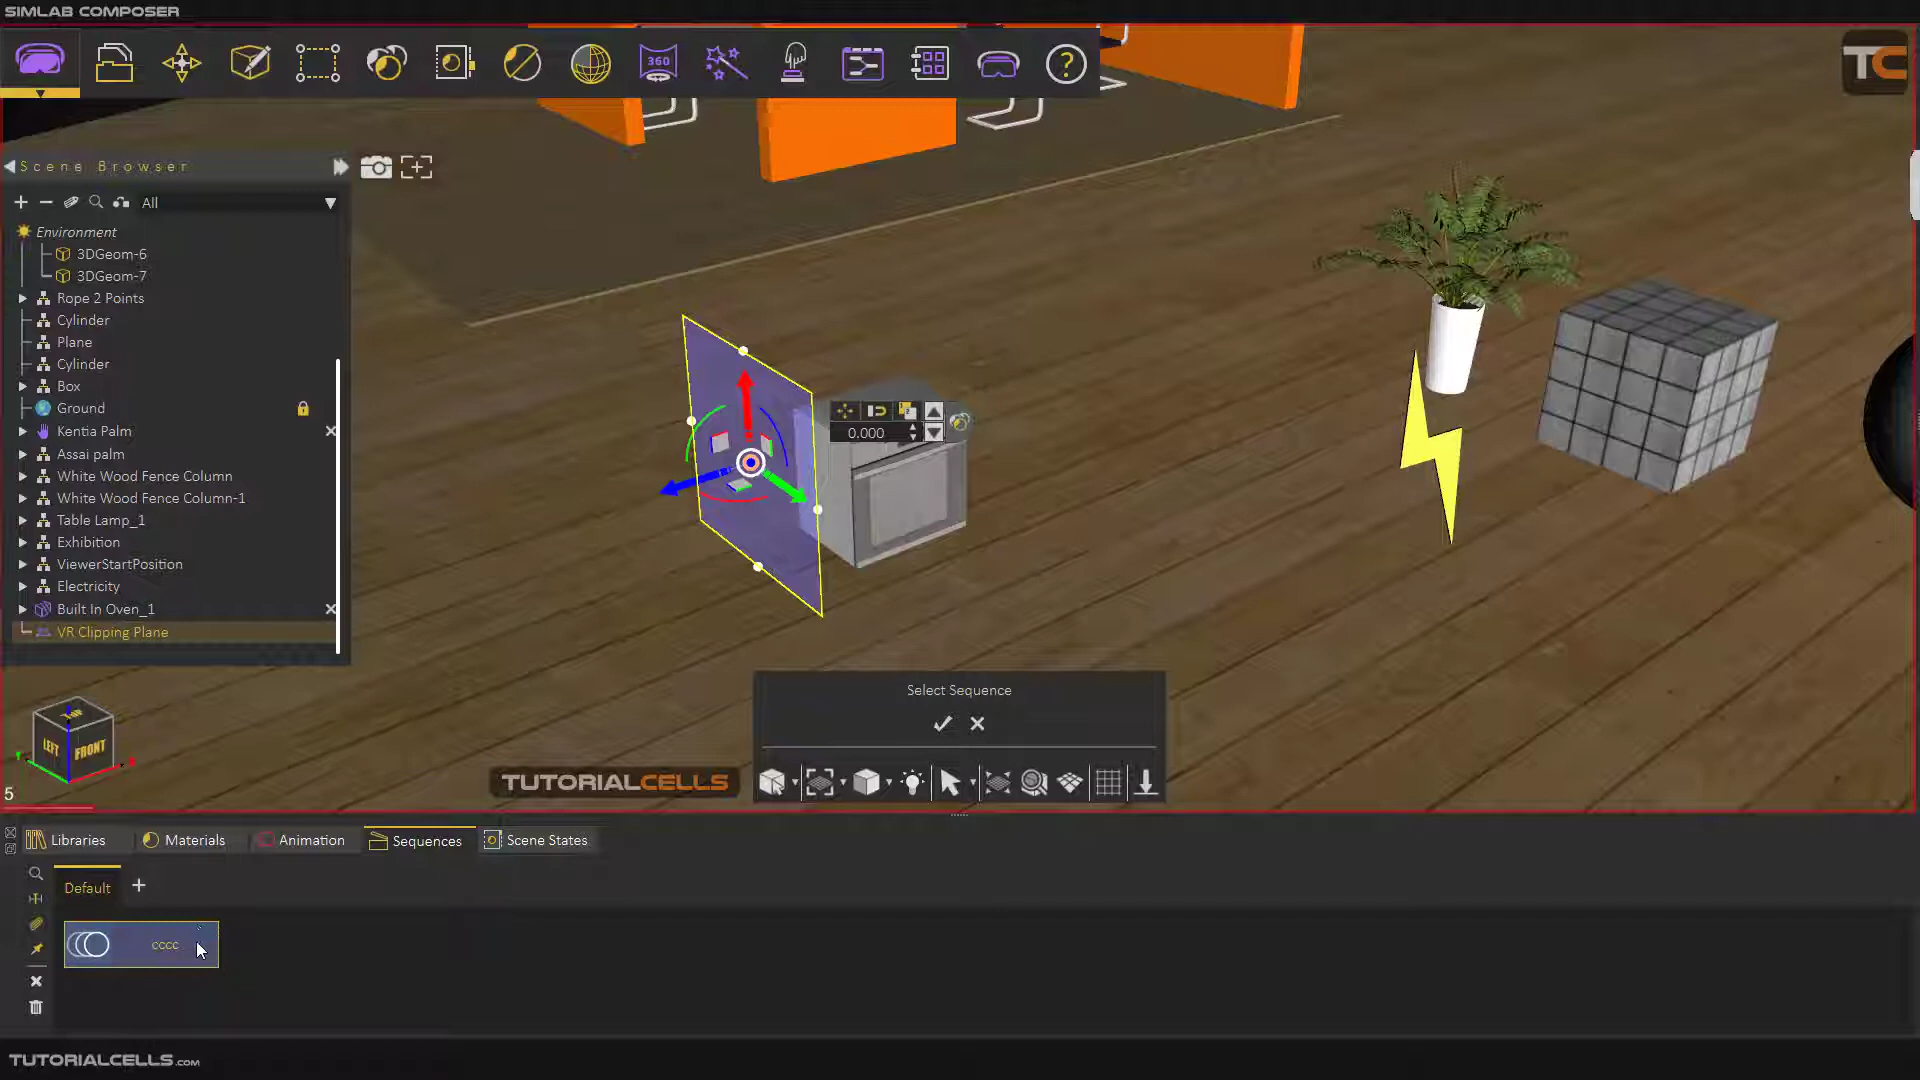 SIMLAB COMPOSER
360
?
TC
Scene Browser
All
Environment
3DGeom-6
3DGeom-7
Rope 2 Points
Cylinder
Plane
Cylinder
Box
Ground
Kentia Palm
Assai palm
White Wood Fence Column
White Wood Fence Column-1
Table Lamp_1
Exhibition
ViewerStartPosition
Electricity
Built In Oven_1
VR Clipping Plane
0.000
TOP
LEFT
FRONT
5
Select Sequence
TUTORIALCELLS
Libraries
Materials
Animation
Sequences
Scene States
Default
cccc
TUTORIALCELLS.com